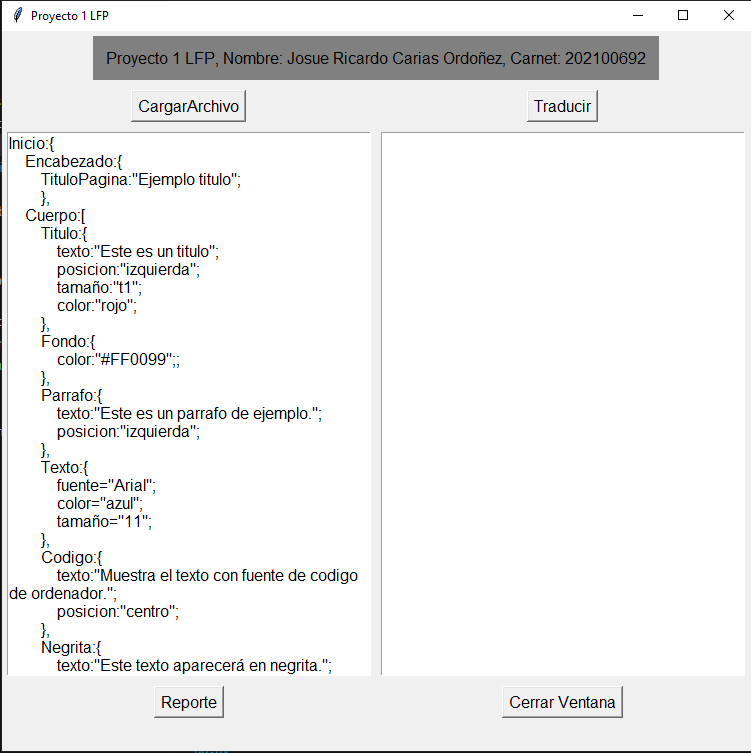 Proyecto 1 LFP
Proyecto 1 LFP, Nombre: Josue Ricardo Carias Ordoñez, Carnet: 202100692
CargarArchivo
Traducir
Inicio:{
Encabezado:{
TituloPagina:"Ejemplo titulo";
},
Cuerpo:[
Titulo:{
texto:"Este es un titulo";
posicion:"izquierda";
tamaño:"t1";
color:"rojo";
},
Fondo:{
color:"#FF0099";;
},
Parrafo:{
texto:"Este es un parrafo de ejemplo.";
posicion:"izquierda";
},
Texto:{
fuente="Arial";
color="azul";
tamaño="11";
},
Codigo:{
texto:"Muestra el texto con fuente de codigo
de ordenador.";
posicion:"centro";
},
Negrita:{
texto:"Este texto aparecerá en negrita.";
Reporte
Cerrar Ventana